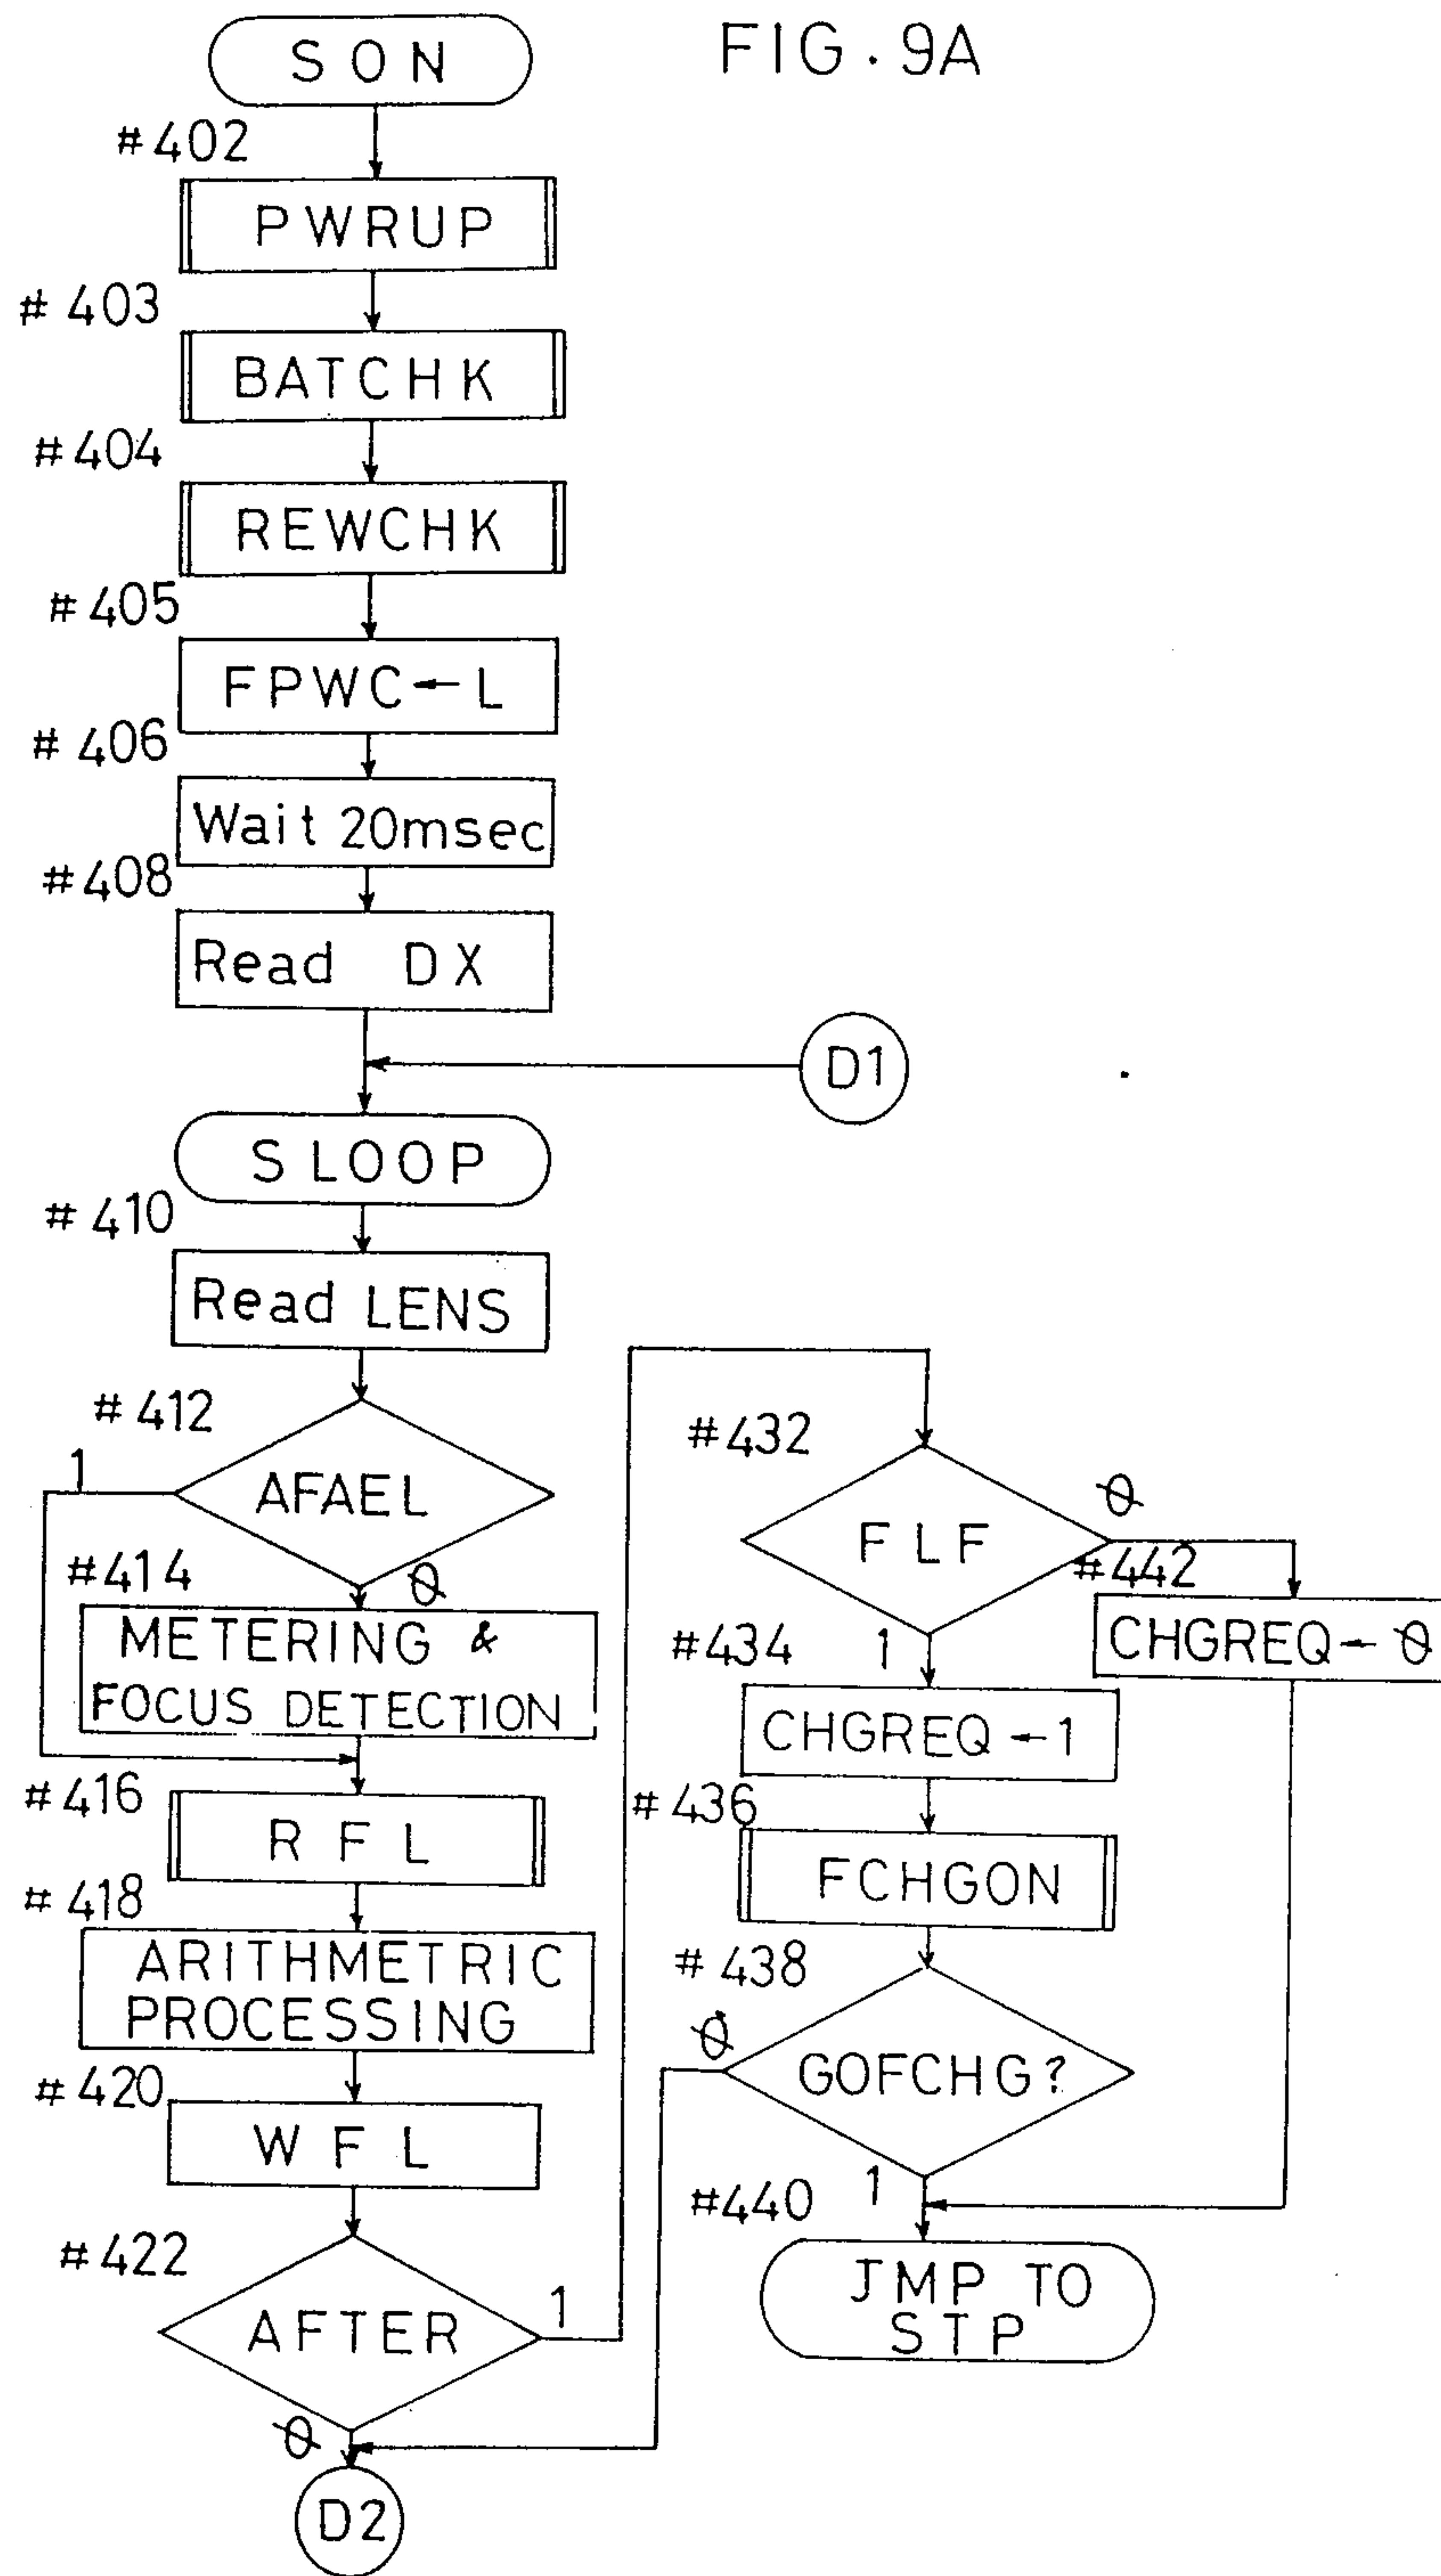 FIG. 9A
SON
#402
PWRUP
#403
BATCHK
#404
REWCHK
#405
FPWC←L
#406
Wait 20msec
#408
Read DX
D1
SLOOP
#410
Read LENS
#412
AFAEL
1
0
#414
METERING &
FOCUS DETECTION
#416
RFL
#418
ARITHMETRIC
PROCESSING
#420
WFL
#422
AFTER
1
0
D2
#432
FLF
0
1
#442
CHGREQ←0
#434
CHGREQ←1
#436
FCHGON
#438
GOFCHG?
0
1
#440
JMP TO
STP